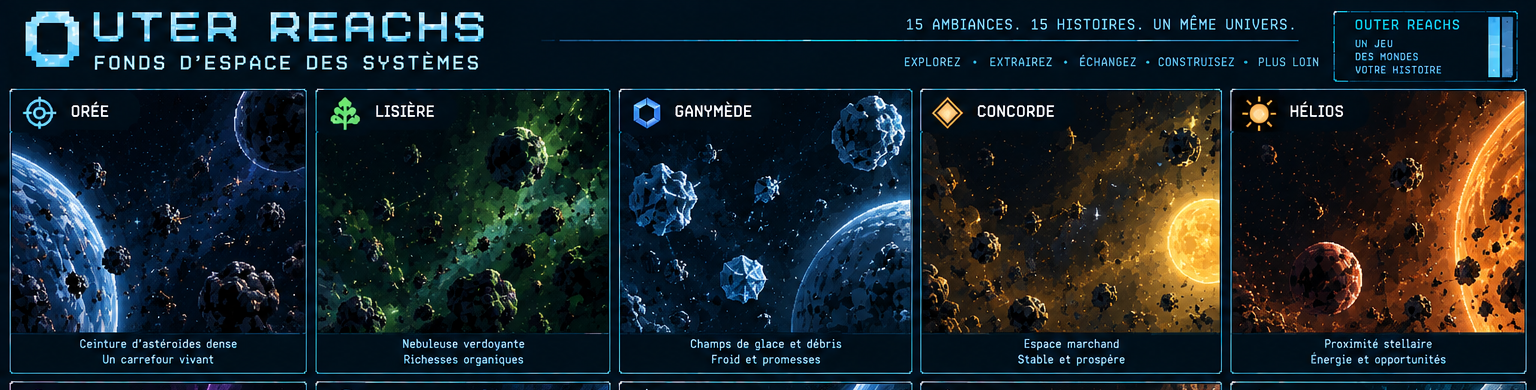 OUTER REACHS
FONDS D'ESPACE DES SYSTÈMES
15 AMBIANCES. 15 HISTOIRES. UN MÊME UNIVERS.
EXPLOREZ • EXTRAIREZ • ÉCHANGEZ • CONSTRUISEZ • PLUS LOIN
OUTER REACHS
UN JEU
DES MONDES
VOTRE HISTOIRE
ORÉE
Ceinture d'astéroïdes dense
Un carrefour vivant
LISIÈRE
Nebuleuse verdoyante
Richesses organiques
GANYMÈDE
Champs de glace et débris
Froid et promesses
CONCORDE
Espace marchand
Stable et prospère
HÉLIOS
Proximité stellaire
Énergie et opportunités